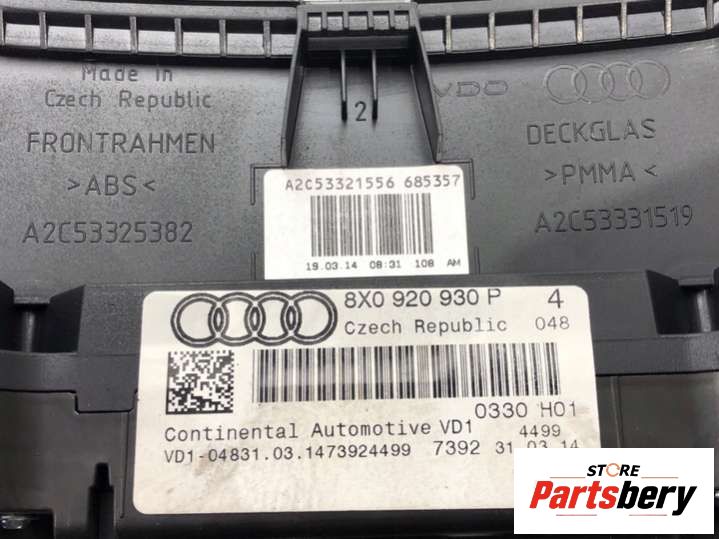 Made in
Czech Republic
FRONTRAHMEN
>ABS<
A2C53325382
2
VDO
DECKGLAS
>PMMA<
A2C53331519
A2C53321556 685357
19.03.14 08:31 108 AM
8X0 920 930 P 4
Czech Republic 048
0330 H01
Continental Automotive VD1 4499
VD1-04831.03.1473924499 7392 31.03.14
STORE
Partsbery